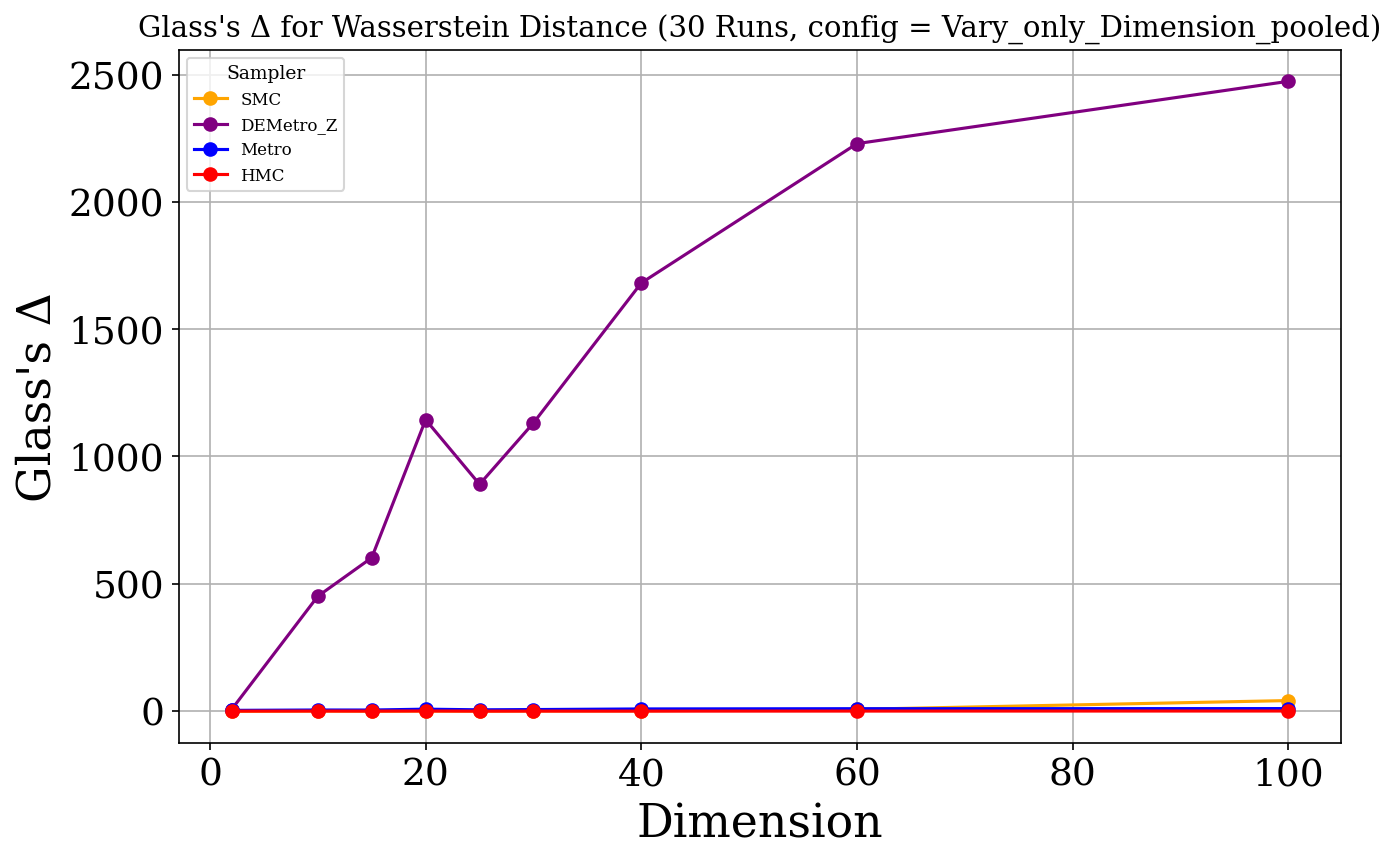 Glass's Δ for Wasserstein Distance (30 Runs, config = Vary_only_Dimension_pooled)
Sampler
SMC
DEMetro_Z
Metro
HMC
Glass's Δ
2500
2000
1500
1000
500
0
0 20 40 60 80 100
Dimension